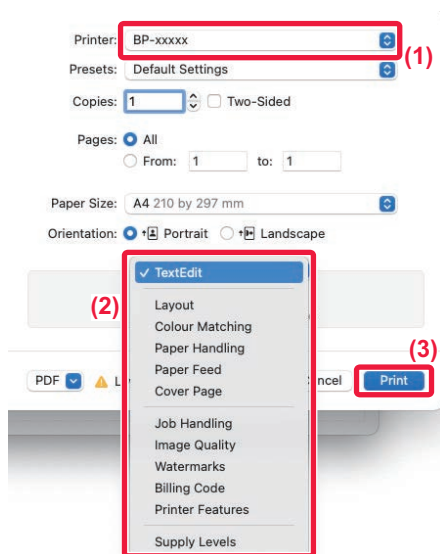 Printer: BP-xxxxx
(1)
Presets: Default Settings
Copies: 1 Two-Sided
Pages: All
From: 1 to: 1
Paper Size: A4 210 by 297 mm
Orientation: Portrait Landscape
(2)
✓ TextEdit
Layout
Colour Matching
Paper Handling
Paper Feed
Cover Page
(3)
PDF L ncel Print
Job Handling
Image Quality
Watermarks
Billing Code
Printer Features
Supply Levels